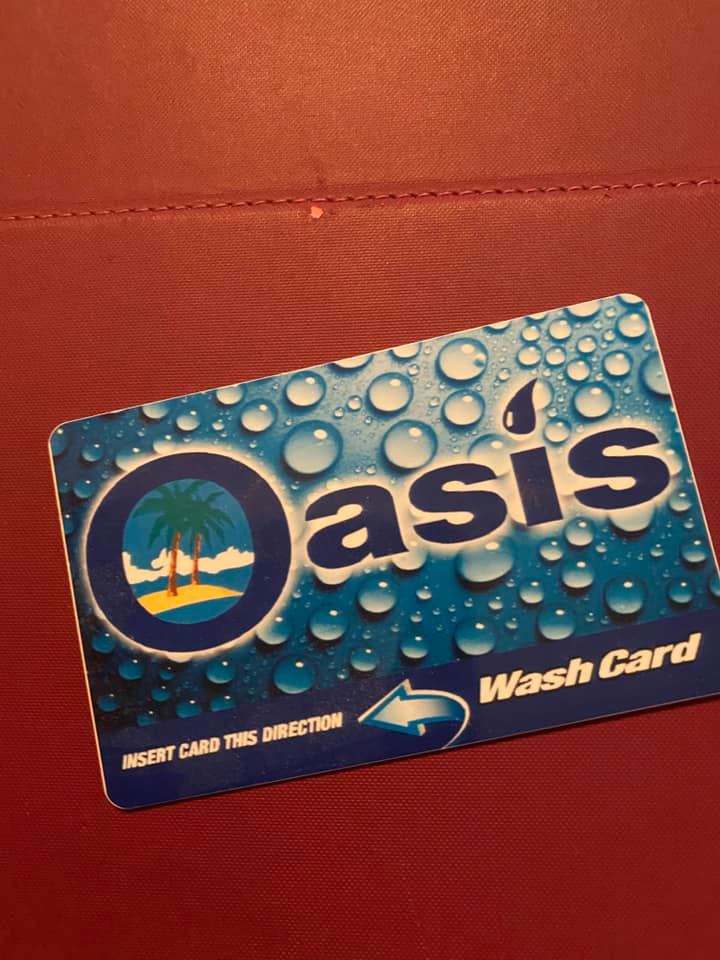 Oasis
Wash Card
INSERT CARD THIS DIRECTION